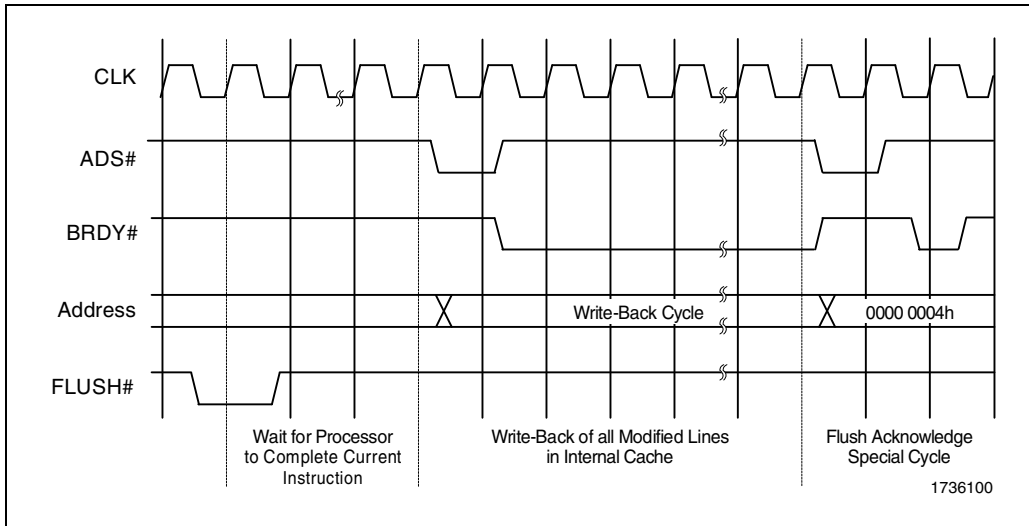 CLK
ADS#
BRDY#
Address
Write-Back Cycle
0000 0004h
FLUSH#
Wait for Processor
to Complete Current
Instruction
Write-Back of all Modified Lines
in Internal Cache
Flush Acknowledge
Special Cycle
1736100